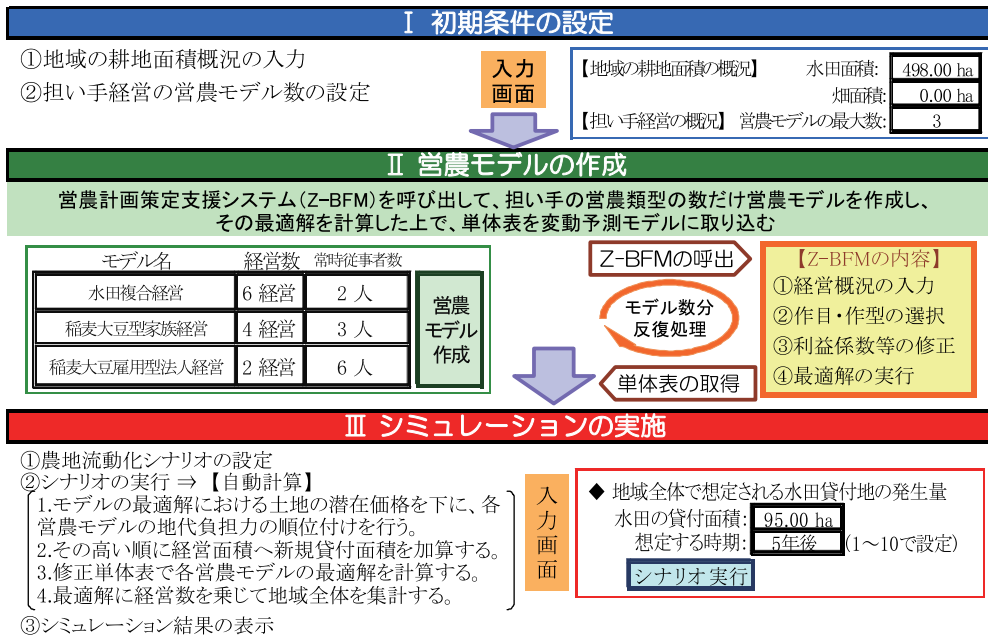 Ⅰ 初期条件の設定
①地域の耕地面積概況の入力
②担い手経営の営農モデル数の設定
入力
画面
【地域の耕地面積の概況】 水田面積: 498.00 ha
畑面積: 0.00 ha
【担い手経営の概況】 営農モデルの最大数: 3
Ⅱ 営農モデルの作成
営農計画策定支援システム(Z-BFM)を呼び出して、担い手の営農類型の数だけ営農モデルを作成し、
その最適解を計算した上で、単体表を変動予測モデルに取り込む
モデル名 経営数 常時従事者数
水田複合経営 6 経営 2 人
稲麦大豆型家族経営 4 経営 3 人
稲麦大豆雇用型法人経営 2 経営 6 人
営農
モデル
作成
Z-BFMの呼出
モデル数分
反復処理
単体表の取得
【Z-BFMの内容】
①経営概況の入力
②作目・作型の選択
③利益係数等の修正
④最適解の実行
Ⅲ シミュレーションの実施
①農地流動化シナリオの設定
②シナリオの実行 ⇒ 【自動計算】
1.モデルの最適解における土地の潜在価格を下に、各
営農モデルの地代負担力の順位付けを行う。
2.その高い順に経営面積へ新規貸付面積を加算する。
3.修正単体表で各営農モデルの最適解を計算する。
4.最適解に経営数を乗じて地域全体を集計する。
③シミュレーション結果の表示
入
力
画
面
◆ 地域全体で想定される水田貸付地の発生量
水田の貸付面積: 95.00 ha
想定する時期: 5年後 (1～10で設定)
シナリオ実行